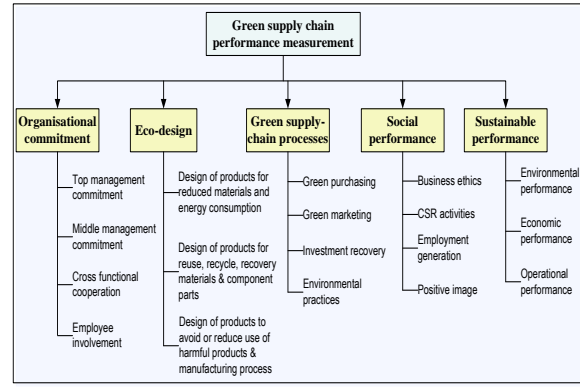 Green supply chain
performance measurement
Organisational
commitment
Top management
commitment
Middle management
commitment
Cross functional
cooperation
Employee
involvement
Eco-design
Design of products for
reduced materials and
energy consumption
Design of products for
reuse, recycle, recovery
materials & component
parts
Design of products to
avoid or reduce use of
harmful products &
manufacturing process
Green supply-
chain processes
Green purchasing
Green marketing
Investment recovery
Environmental
practices
Social
performance
Business ethics
CSR activities
Employment
generation
Positive image
Sustainable
performance
Environmental
performance
Economic
performance
Operational
performance